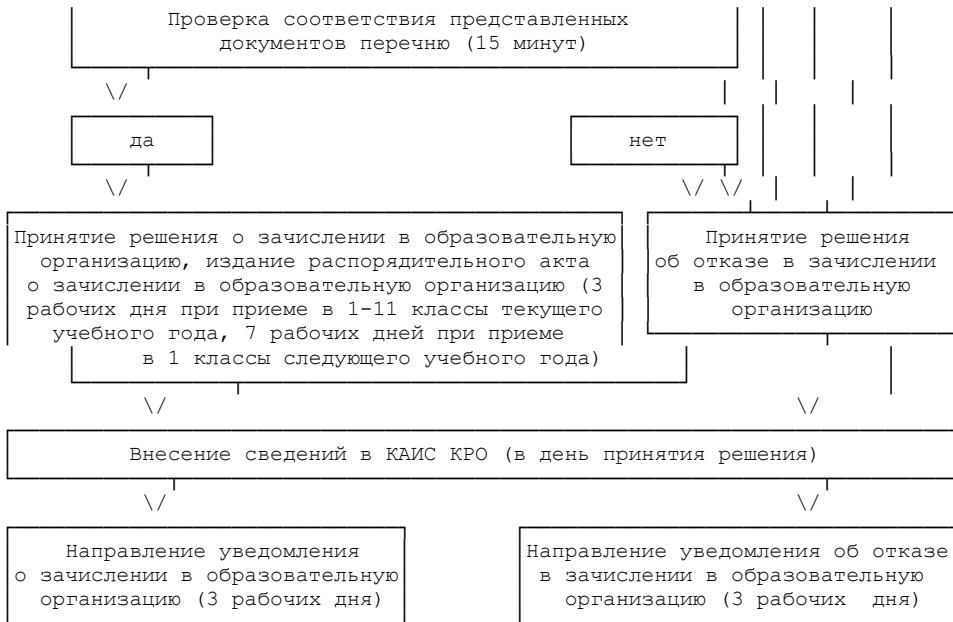 Проверка соответствия представленных
документов перечню (15 минут)
да
нет
Принятие решения о зачислении в образовательную
организацию, издание распорядительного акта
о зачислении в образовательную организацию (3
рабочих дня при приеме в 1-11 классы текущего
учебного года, 7 рабочих дней при приеме
в 1 классы следующего учебного года)
Принятие решения
об отказе в зачислении
в образовательную
организацию
Внесение сведений в КАИС КРО (в день принятия решения)
Направление уведомления
о зачислении в образовательную
организацию (3 рабочих дня)
Направление уведомления об отказе
в зачислении в образовательную
организацию (3 рабочих дня)